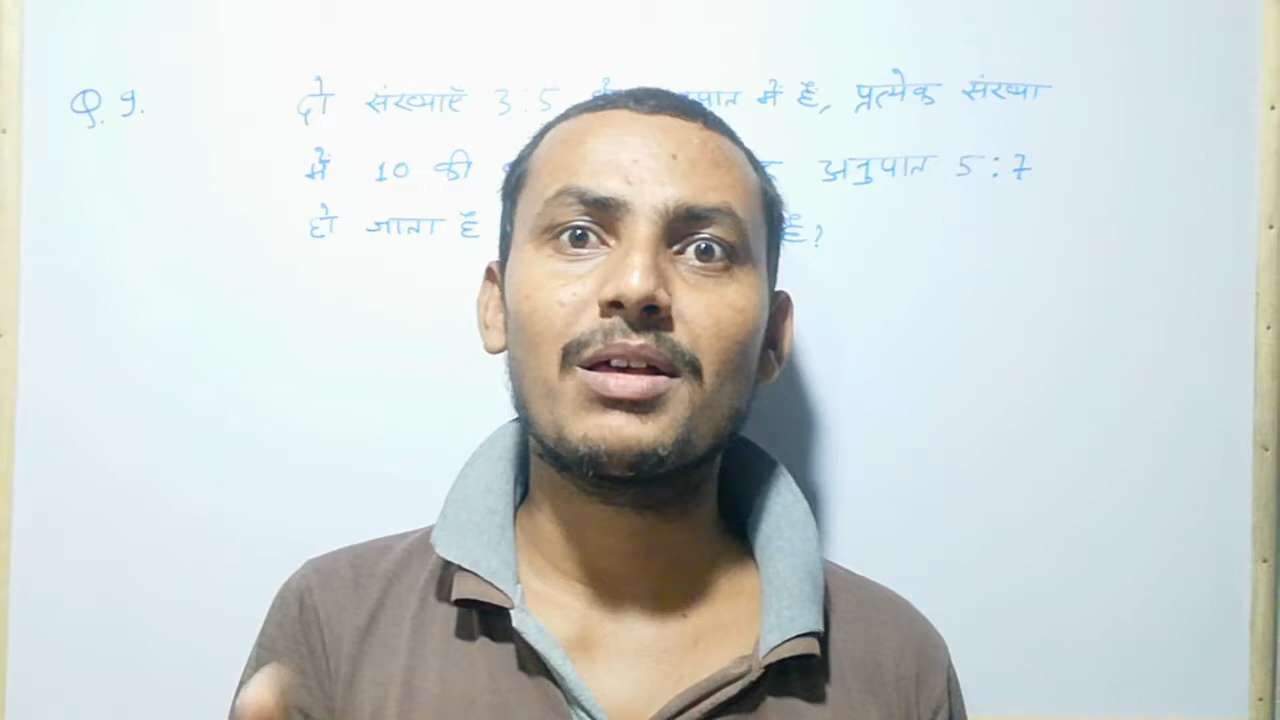 Q. 9. दो संख्याएँ 3:5 में है, प्रत्येक संख्या
में 10 की अनुपात 5:7
हो जाता है है?